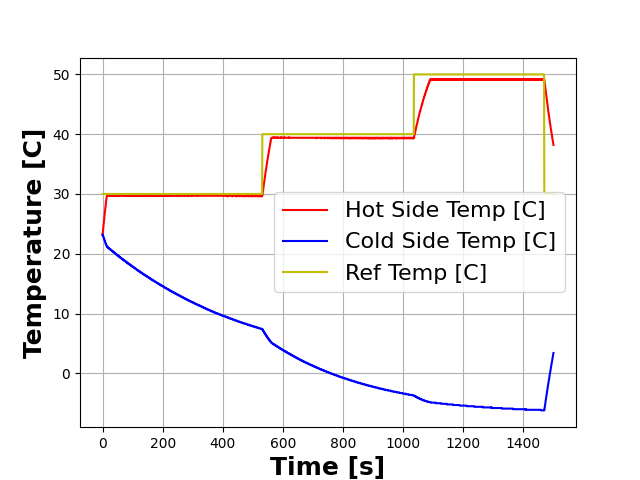 50
40
30
20
10
0
Temperature [C]
Hot Side Temp [C]
Cold Side Temp [C]
Ref Temp [C]
0 200 400 600 800 1000 1200 1400
Time [s]